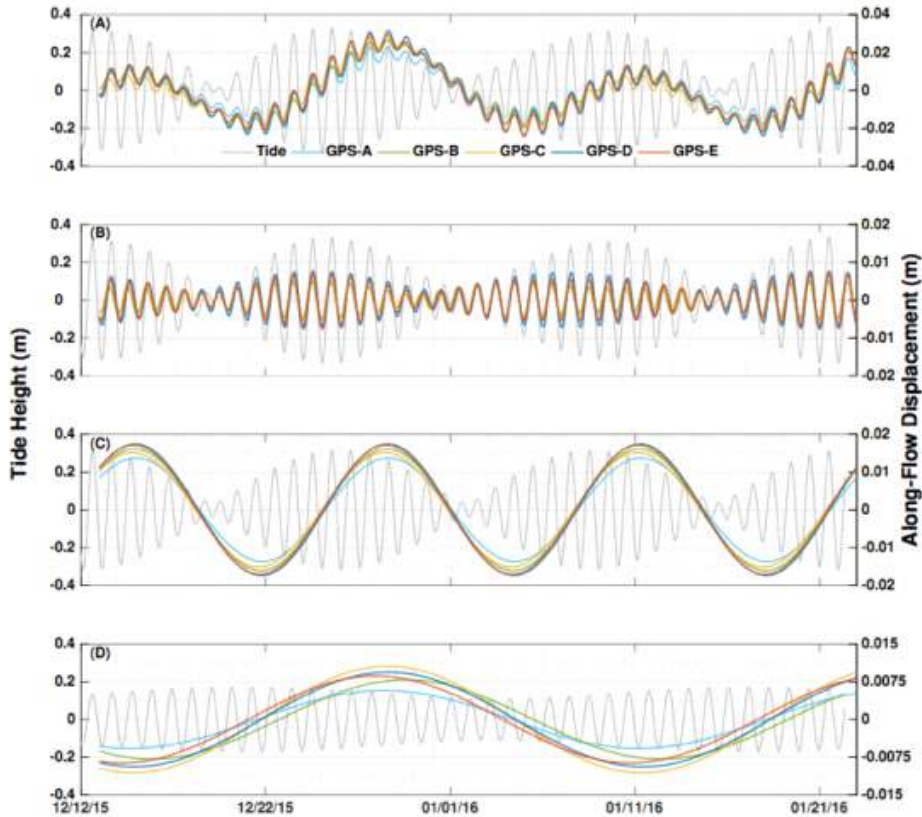 0.4 (A) 0.04
0.2 0.02
0 0
-0.2 -0.02
Tide GPS-A GPS-B GPS-C GPS-D GPS-E
-0.4 -0.04
0.4 (B) 0.02
0.2 0.01
0 0
-0.2 -0.01
-0.4 -0.02
Tide Height (m)
Along-Flow Displacement (m)
0.4 (C) 0.02
0.2 0.01
0 0
-0.2 -0.01
-0.4 -0.02
0.4 (D) 0.015
0.2 0.0075
0 0
-0.2 -0.0075
-0.4 -0.015
12/12/15 12/22/15 01/01/16 01/11/16 01/21/16